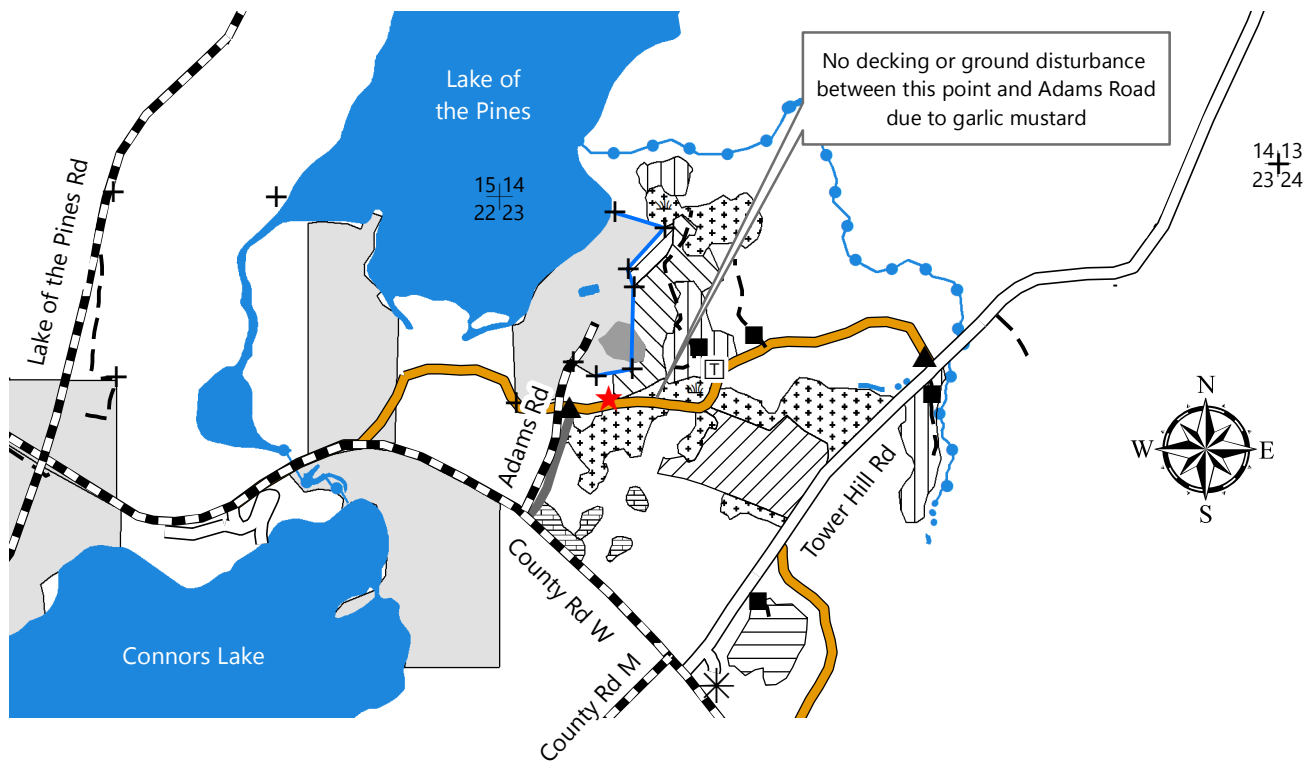 Lake of
the Pines
No decking or ground disturbance
between this point and Adams Road
due to garlic mustard
15 14
22 23
14 13
23 24
Lake of the Pines Rd
T
Adams Rd
Tower Hill Rd
County Rd W
County Rd M
Connors Lake
N
W E
S